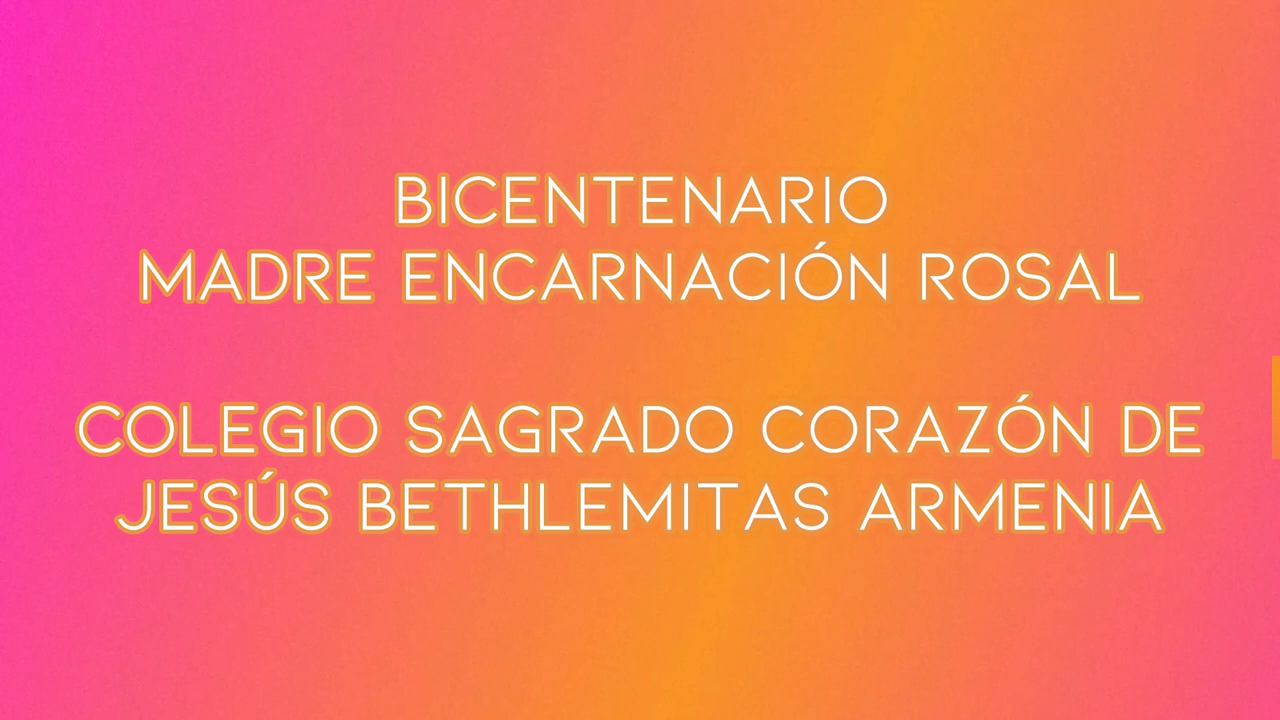 BICENTENARIO
MADRE ENCARNACIÓN ROSAL
COLEGIO SAGRADO CORAZÓN DE
JESÚS BETHLEMITAS ARMENIA